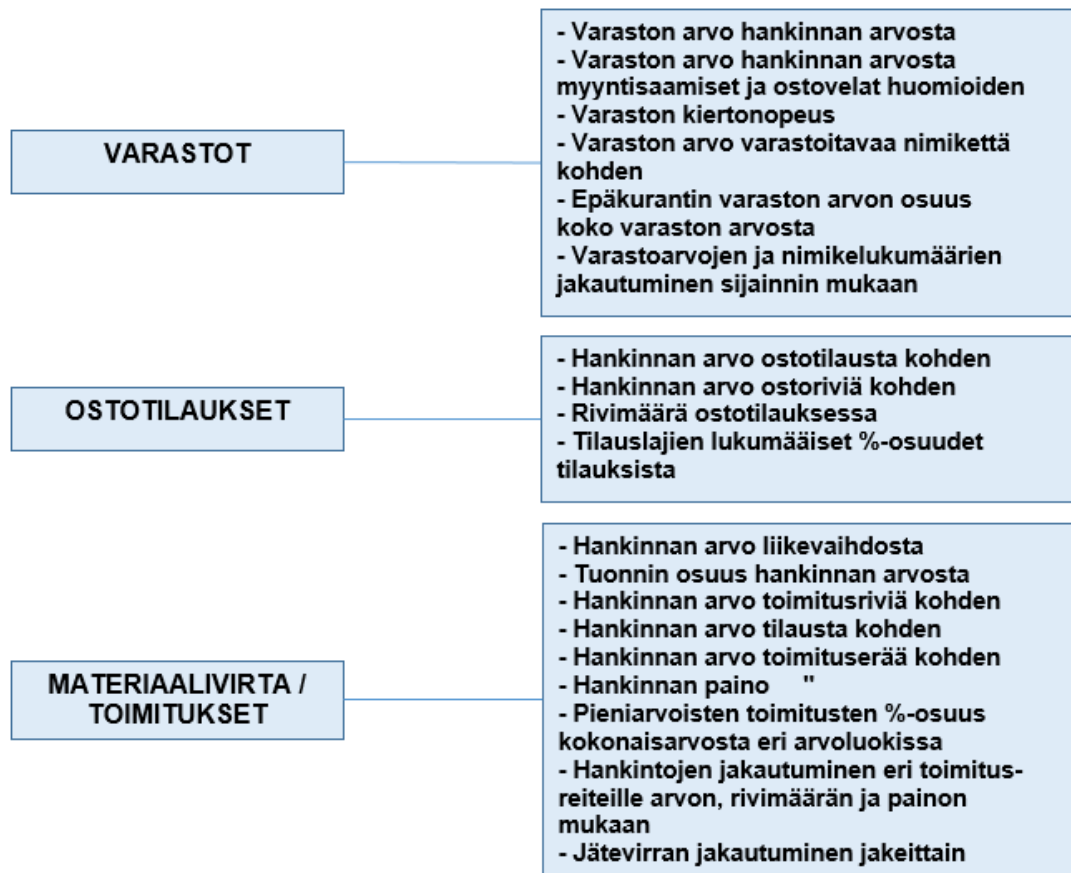 VARASTOT
- Varaston arvo hankinnan arvosta
- Varaston arvo hankinnan arvosta
myyntisaamiset ja ostovelat huomioiden
- Varaston kiertonopeus
- Varaston arvo varastoitavaa nimikettä
kohden
- Epäkurantin varaston arvon osuus
koko varaston arvosta
- Varastoarvojen ja nimikelukumäärien
jakautuminen sijainnin mukaan
OSTOTILAUKSET
- Hankinnan arvo ostotilausta kohden
- Hankinnan arvo ostoriviä kohden
- Rivimäärä ostotilauksessa
- Tilauslajien lukumääiset %-osuudet
tilauksista
MATERIAALIVIRTA /
TOIMITUKSET
- Hankinnan arvo liikevaihdosta
- Tuonnin osuus hankinnan arvosta
- Hankinnan arvo toimitusriviä kohden
- Hankinnan arvo tilausta kohden
- Hankinnan arvo toimituserää kohden
- Hankinnan paino "
- Pieniarvoisten toimitusten %-osuus
kokonaisarvosta eri arvoluokissa
- Hankintojen jakautuminen eri toimitus-
reiteille arvon, rivimäärän ja painon
mukaan
- Jätevirran jakautuminen jakeittain